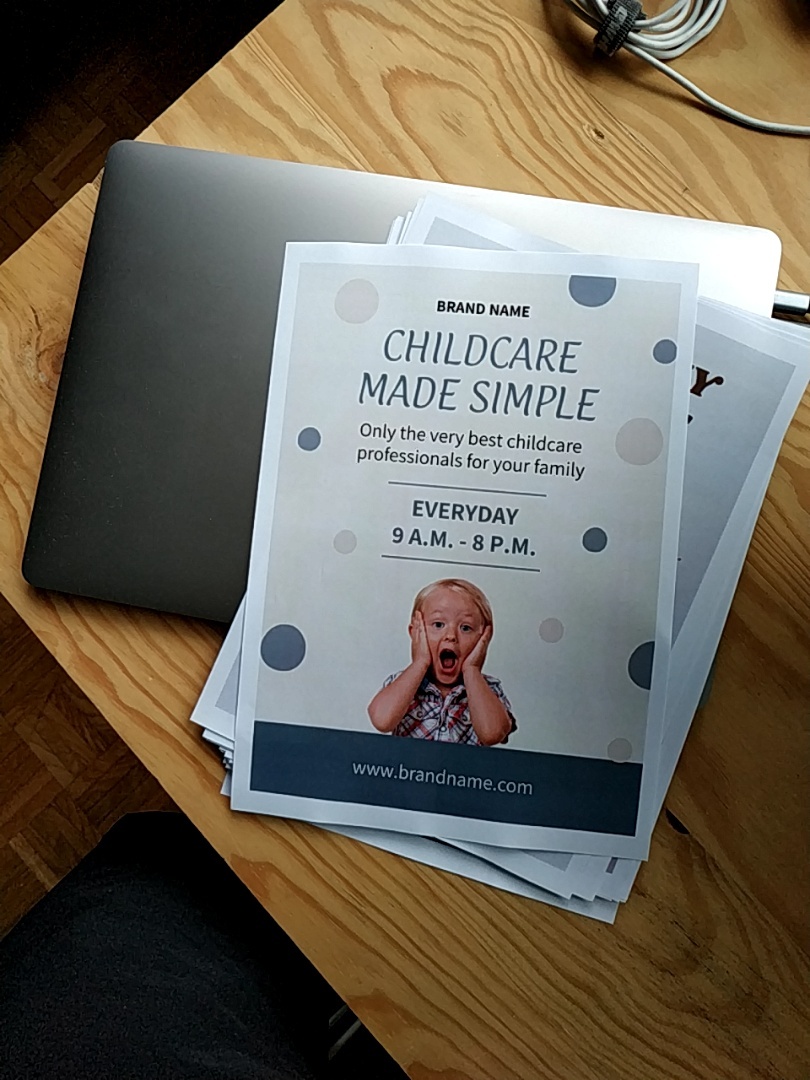 BRAND NAME
CHILDCARE
MADE SIMPLE
Only the very best childcare
professionals for your family
EVERYDAY
9 A.M. - 8 P.M.
www.brandname.com